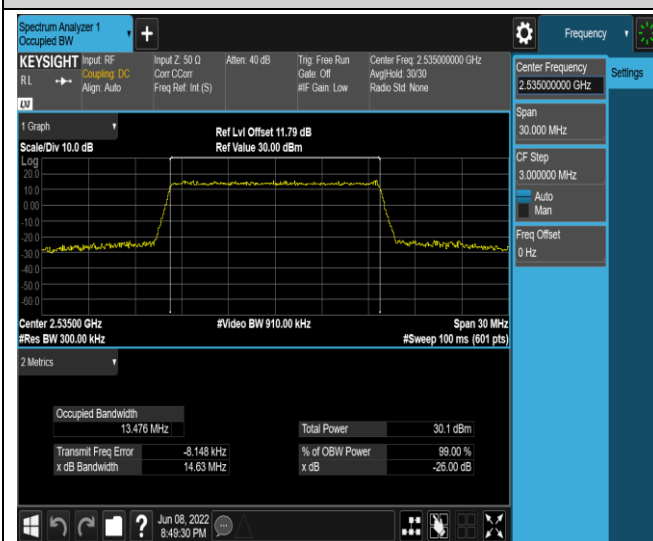 Spectrum Analyzer 1
Occupied BW
+
Frequency
KEYSIGHT
RL
LXI
Input: RF
Coupling: DC
Align: Auto
Input Z: 50 Ω
Corr CCorr
Freq Ref: Int (S)
Atten: 40 dB
Trig: Free Run
Gate: Off
#IF Gain: Low
Center Freq: 2.535000000 GHz
Avg|Hold: 30/30
Radio Std: None
Center Frequency
2.535000000 GHz
Settings
Span
30.000 MHz
CF Step
3.000000 MHz
Auto
Man
Freq Offset
0 Hz
1 Graph
Scale/Div 10.0 dB
Ref Lvl Offset 11.79 dB
Ref Value 30.00 dBm
Log
20.0
10.0
0.00
-10.0
-20.0
-30.0
-40.0
-50.0
-60.0
Center 2.53500 GHz
#Video BW 910.00 kHz
Span 30 MHz
#Res BW 300.00 kHz
#Sweep 100 ms (601 pts)
2 Metrics
Occupied Bandwidth
13.476 MHz
Total Power 30.1 dBm
Transmit Freq Error -8.148 kHz
% of OBW Power 99.00 %
x dB Bandwidth 14.63 MHz
x dB -26.00 dB
?
Jun 08, 2022
8:49:30 PM